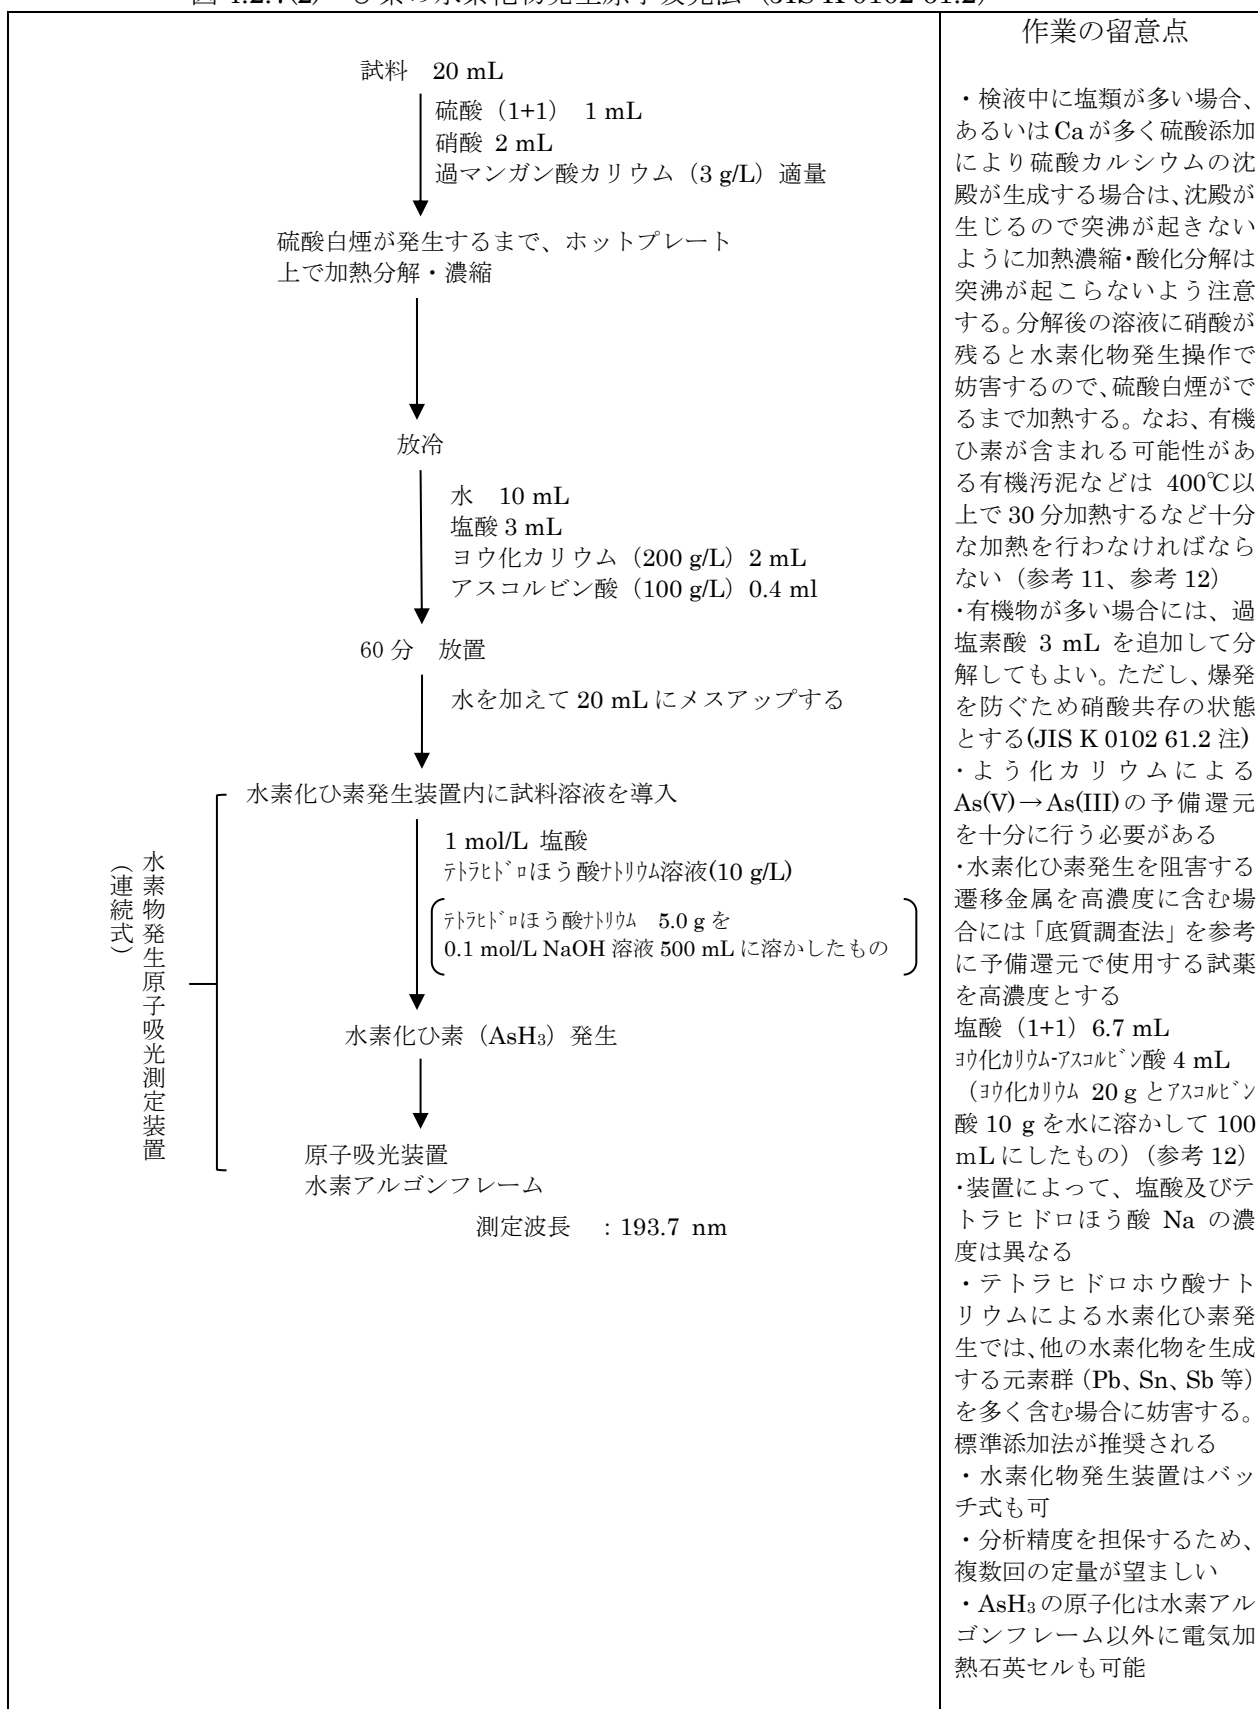 試料 20 mL
硫酸（1+1） 1 mL
硝酸 2 mL
過マンガン酸カリウム（3 g/L）適量
硫酸白煙が発生するまで、ホットプレート
上で加熱分解・濃縮
放冷
水 10 mL
塩酸 3 mL
ヨウ化カリウム（200 g/L）2 mL
アスコルビン酸（100 g/L）0.4 ml
60 分 放置
水を加えて 20 mL にメスアップする
水素化ひ素発生装置内に試料溶液を導入
1 mol/L 塩酸
ﾃﾄﾗﾋﾄﾞﾛほう酸ﾅﾄﾘｳﾑ溶液(10 g/L)
ﾃﾄﾗﾋﾄﾞﾛほう酸ﾅﾄﾘｳﾑ 5.0 g を
0.1 mol/L NaOH 溶液 500 mL に溶かしたもの
水素化ひ素（AsH₃）発生
原子吸光装置
水素アルゴンフレーム
測定波長 : 193.7 nm
水素物発生原子吸光測定装置
（連続式）
作業の留意点
・検液中に塩類が多い場合、
あるいは Ca が多く硫酸添加
により硫酸カルシウムの沈
殿が生成する場合は、沈殿が
生じるので突沸が起きない
ように加熱濃縮・酸化分解は
突沸が起こらないよう注意
する。分解後の溶液に硝酸が
残ると水素化物発生操作で
妨害するので、硫酸白煙がで
るまで加熱する。なお、有機
ひ素が含まれる可能性があ
る有機汚泥などは 400℃以
上で 30 分加熱するなど十分
な加熱を行わなければなら
ない（参考 11、参考 12）
・有機物が多い場合には、過
塩素酸 3 mL を追加して分
解してもよい。ただし、爆発
を防ぐため硝酸共存の状態
とする(JIS K 0102 61.2 注)
・よう化カリウムによる
As(V)→As(III)の予備還元
を十分に行う必要がある
・水素化ひ素発生を阻害する
遷移金属を高濃度に含む場
合には「底質調査法」を参考
に予備還元で使用する試薬
を高濃度とする
塩酸（1+1）6.7 mL
ﾖｳ化ｶﾘｳﾑ-ｱｽｺﾙﾋﾞﾝ酸 4 mL
（ﾖｳ化ｶﾘｳﾑ 20 g とｱｽｺﾙﾋﾞﾝ
酸 10 g を水に溶かして 100
mL にしたもの）（参考 12）
・装置によって、塩酸及びテ
トラヒドロほう酸 Na の濃
度は異なる
・テトラヒドロホウ酸ナト
リウムによる水素化ひ素発
生では、他の水素化物を生成
する元素群（Pb、Sn、Sb 等）
を多く含む場合に妨害する。
標準添加法が推奨される
・水素化物発生装置はバッ
チ式も可
・分析精度を担保するため、
複数回の定量が望ましい
・AsH₃の原子化は水素アル
ゴンフレーム以外に電気加
熱石英セルも可能